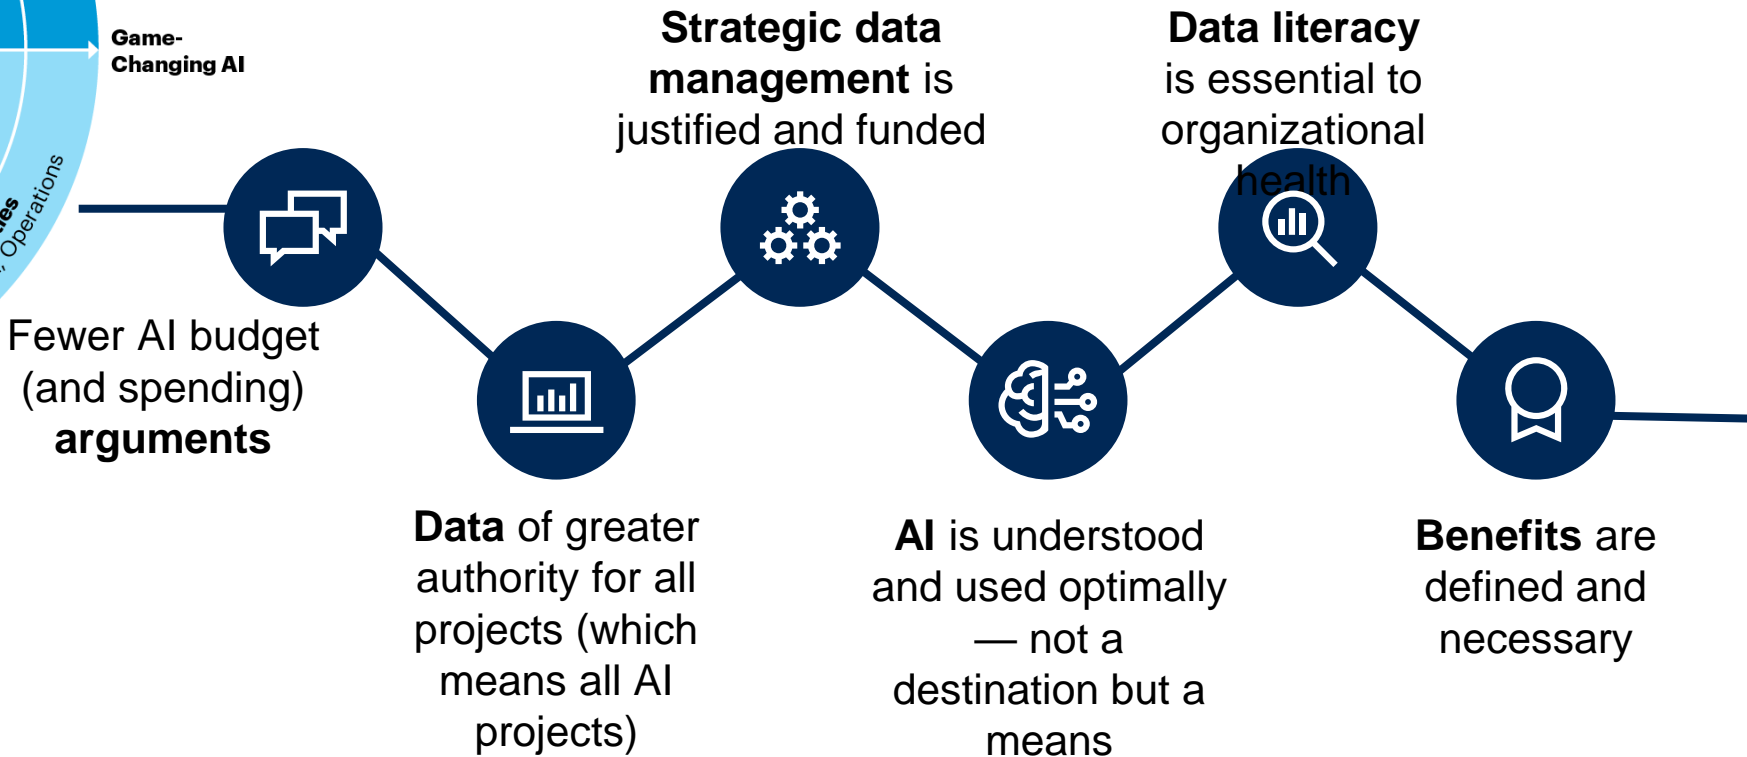 Game-
Changing AI
Operations
Strategic data
management is
justified and funded
Data literacy
is essential to
organizational
health
Fewer AI budget
(and spending)
arguments
Data of greater
authority for all
projects (which
means all AI
projects)
AI is understood
and used optimally
— not a
destination but a
means
Benefits are
defined and
necessary